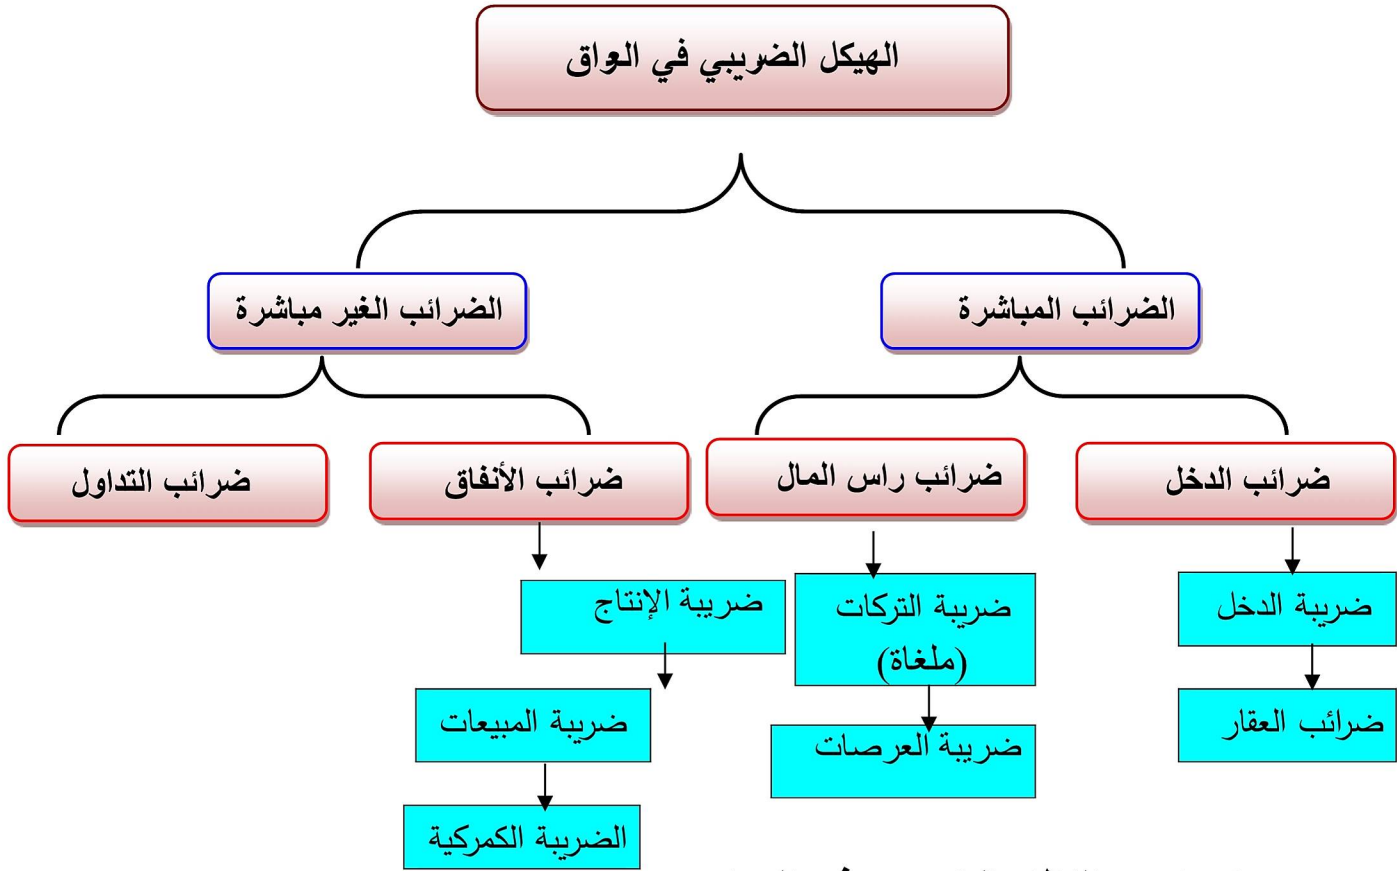 الهيكل الضريبي في العراق
الضرائب المباشرة
الضرائب الغير مباشرة
ضرائب الدخل
ضرائب راس المال
ضرائب الأنفاق
ضرائب التداول
ضريبة الدخل
ضرائب العقار
ضريبة التركات
(ملغاة)
ضريبة العرصات
ضريبة الإنتاج
ضريبة المبيعات
الضريبة الكمركية